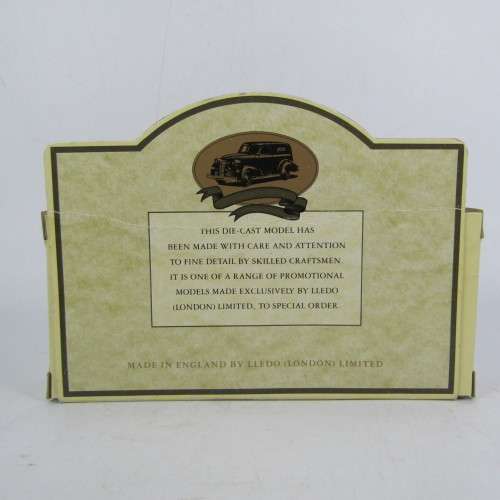 THIS DIE-CAST MODEL HAS
BEEN MADE WITH CARE AND ATTENTION
TO FINE DETAIL BY SKILLED CRAFTSMEN.
IT IS ONE OF A RANGE OF PROMOTIONAL
MODELS MADE EXCLUSIVELY BY LLEDO
(LONDON) LIMITED, TO SPECIAL ORDER.
MADE IN ENGLAND BY LLEDO (LONDON) LIMITED